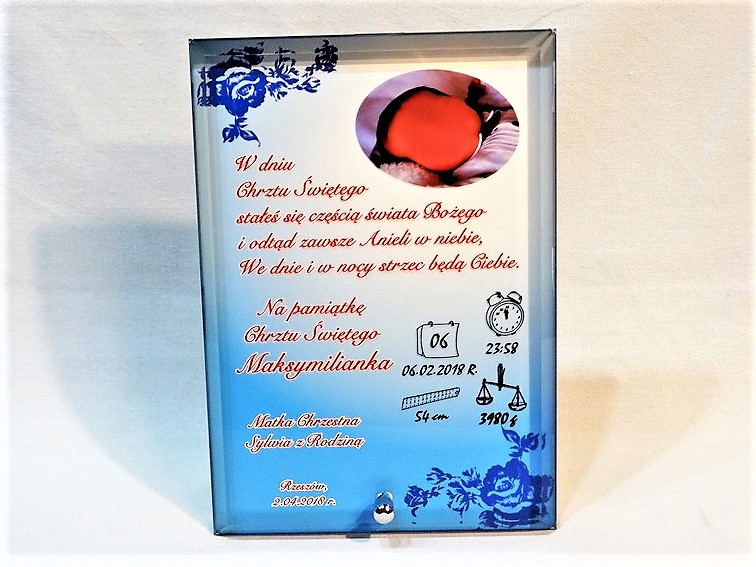 W dniu
Chrztu Świętego
stałeś się częścią świata Bożego
i odtąd zawsze Anieli w niebie,
We dnie i w nocy strzec będą Ciebie.
Na pamiątkę
Chrztu Świętego
Maksymilianka
06
06.02.2018 R.
23:58
54 cm
3980 g
Matka Chrzestna
Sylwia z Rodziną
Rzeszów,
2.04.2018 r.